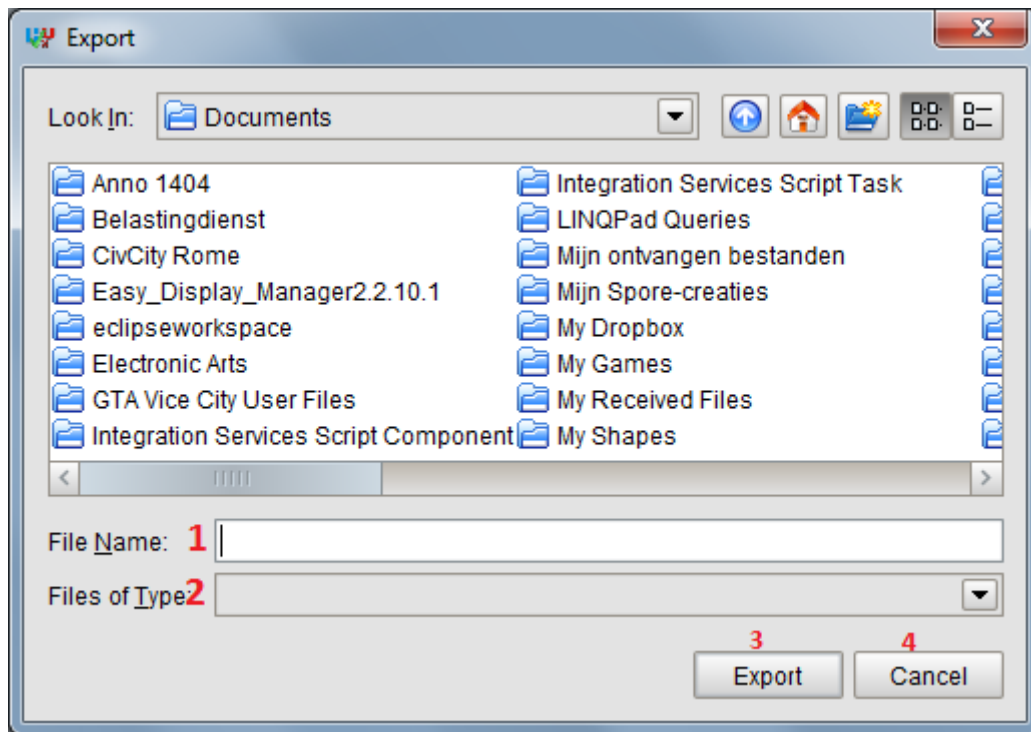 Export
Look In: Documents
Anno 1404
Belastingdienst
CivCity Rome
Easy_Display_Manager2.2.10.1
eclipseworkspace
Electronic Arts
GTA Vice City User Files
Integration Services Script Component
Integration Services Script Task
LINQPad Queries
Mijn ontvangen bestanden
Mijn Spore-creaties
My Dropbox
My Games
My Received Files
My Shapes
File Name: 1
Files of Type: 2
3 4
Export Cancel